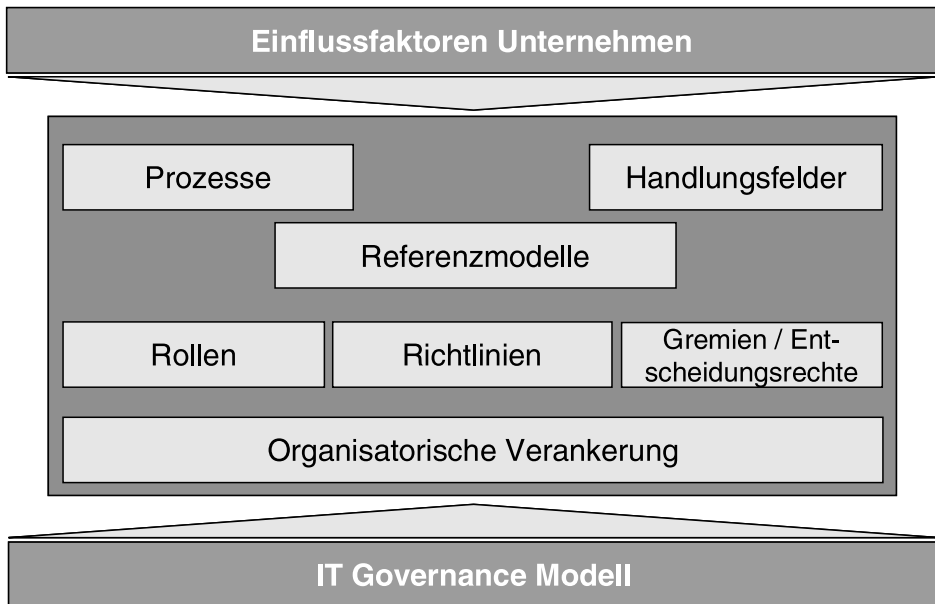 Einflussfaktoren Unternehmen
Prozesse
Handlungsfelder
Referenzmodelle
Rollen
Richtlinien
Gremien / Ent-
scheidungsrechte
Organisatorische Verankerung
IT Governance Modell